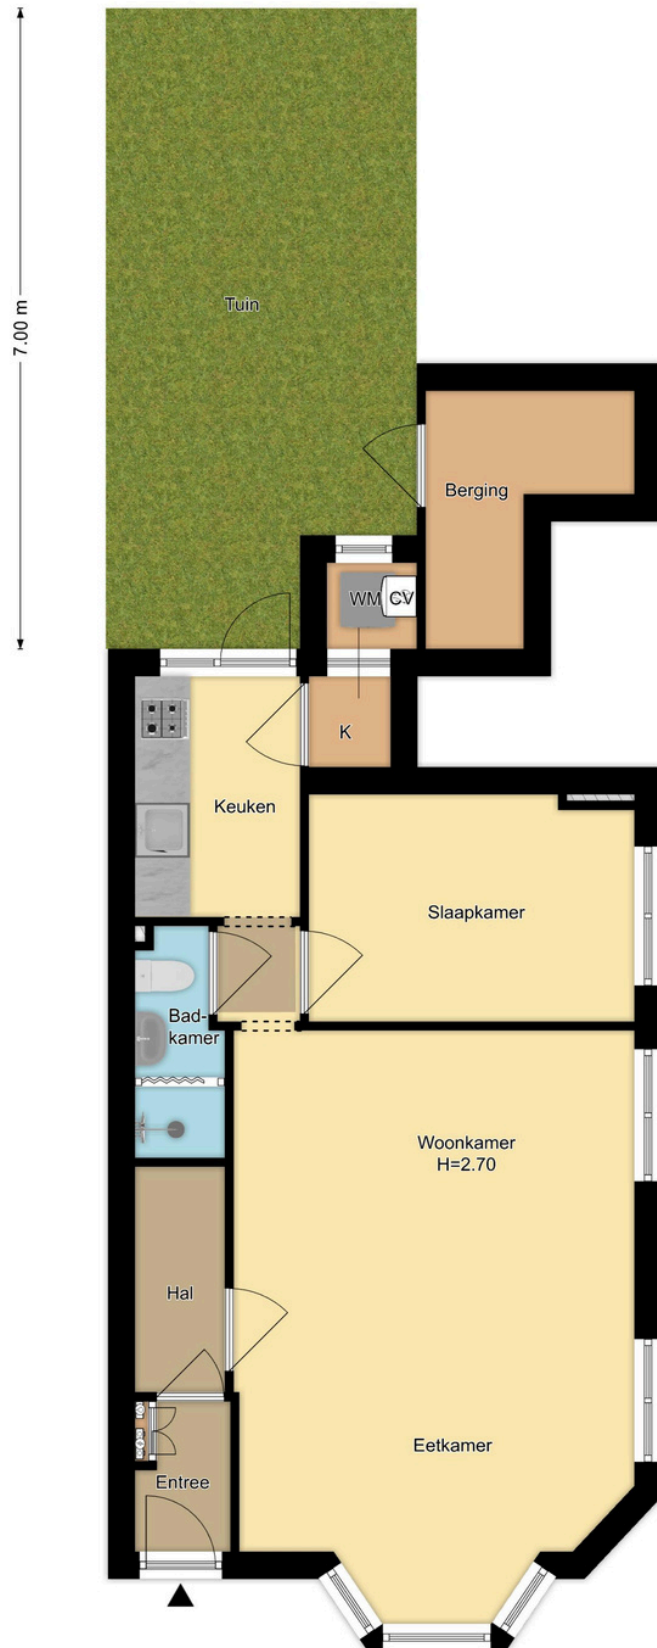 7.00 m
Tuin
Berging
WM
CV
K
Keuken
Slaapkamer
Bad-
kamer
Woonkamer
H=2.70
Hal
Eetkamer
Entree